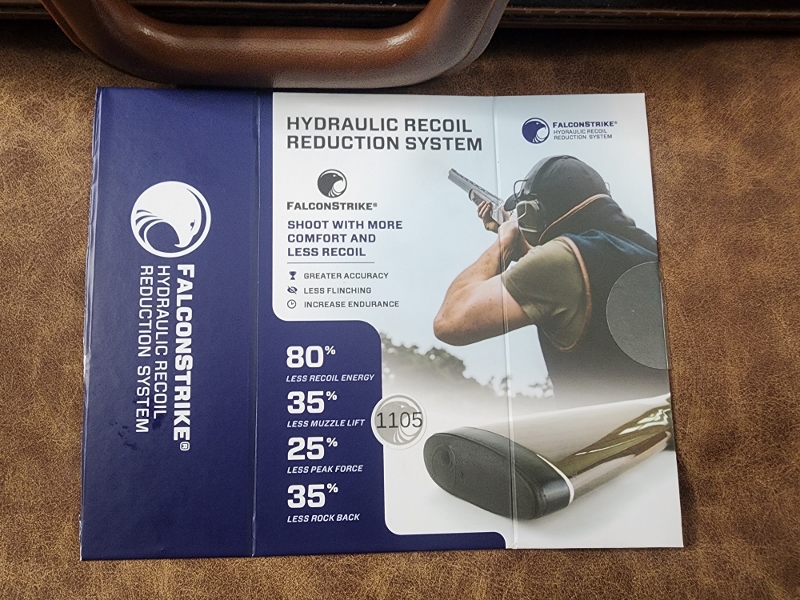 FALCONSTRIKE®
HYDRAULIC RECOIL
REDUCTION SYSTEM
HYDRAULIC RECOIL
REDUCTION SYSTEM
FALCONSTRIKE®
SHOOT WITH MORE
COMFORT AND
LESS RECOIL
GREATER ACCURACY
LESS FLINCHING
INCREASE ENDURANCE
80%
LESS RECOIL ENERGY
35%
LESS MUZZLE LIFT
25%
LESS PEAK FORCE
35%
LESS ROCK BACK
1105
FALCONSTRIKE®
HYDRAULIC RECOIL
REDUCTION SYSTEM